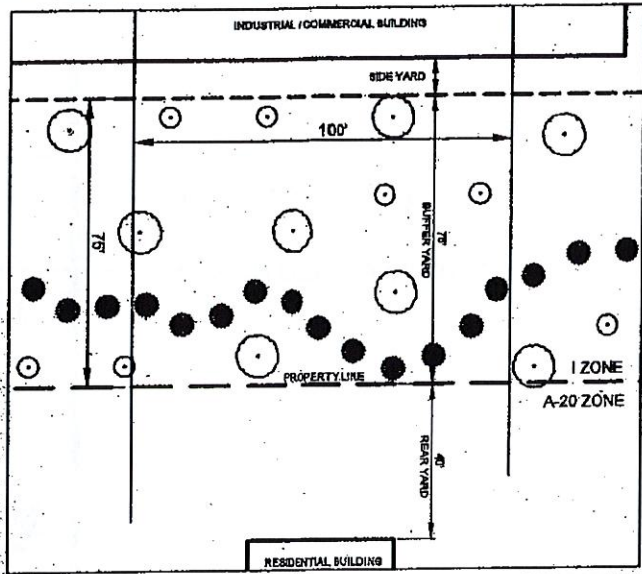 INDUSTRIAL / COMMERCIAL BUILDING
SIDE YARD
100'
75'
BUFFER YARD
75'
PROPERTY LINE
I ZONE
A-20 ZONE
REAR YARD
40'
RESIDENTIAL BUILDING